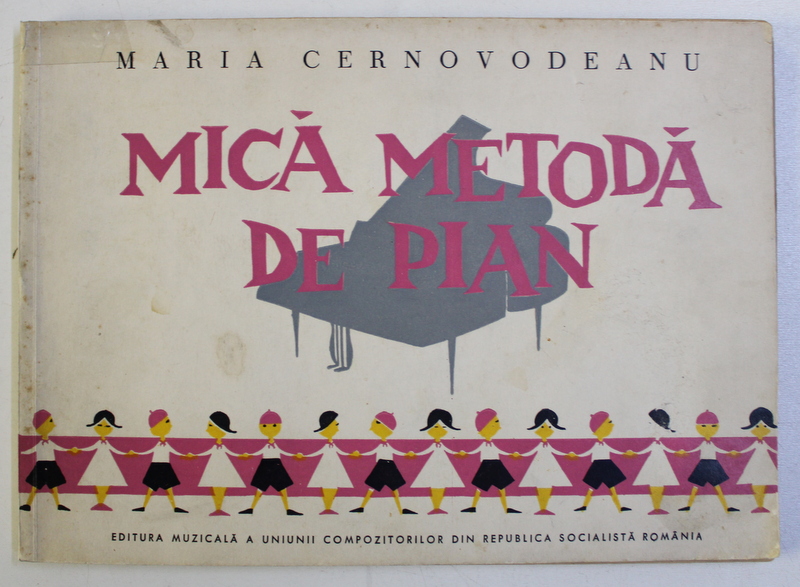 MARIA CERNOVODEANU
MICĂ METODĂ
DE PIAN
EDITURA MUZICALĂ A UNIUNII COMPOZITORILOR DIN REPUBLICA SOCIALISTĂ ROMÂNIA